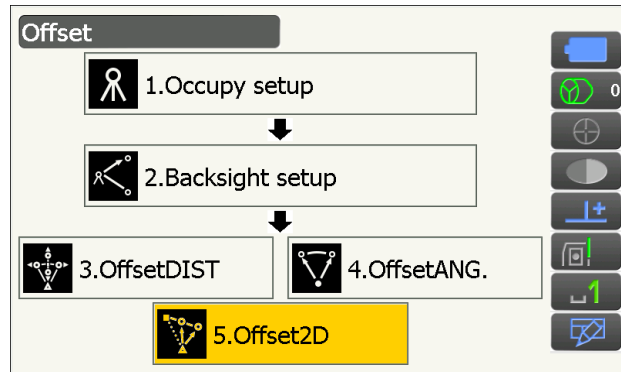 Offset
1.Occupy setup
0
2.Backsight setup
3.OffsetDIST
4.OffsetANG.
1
5.Offset2D